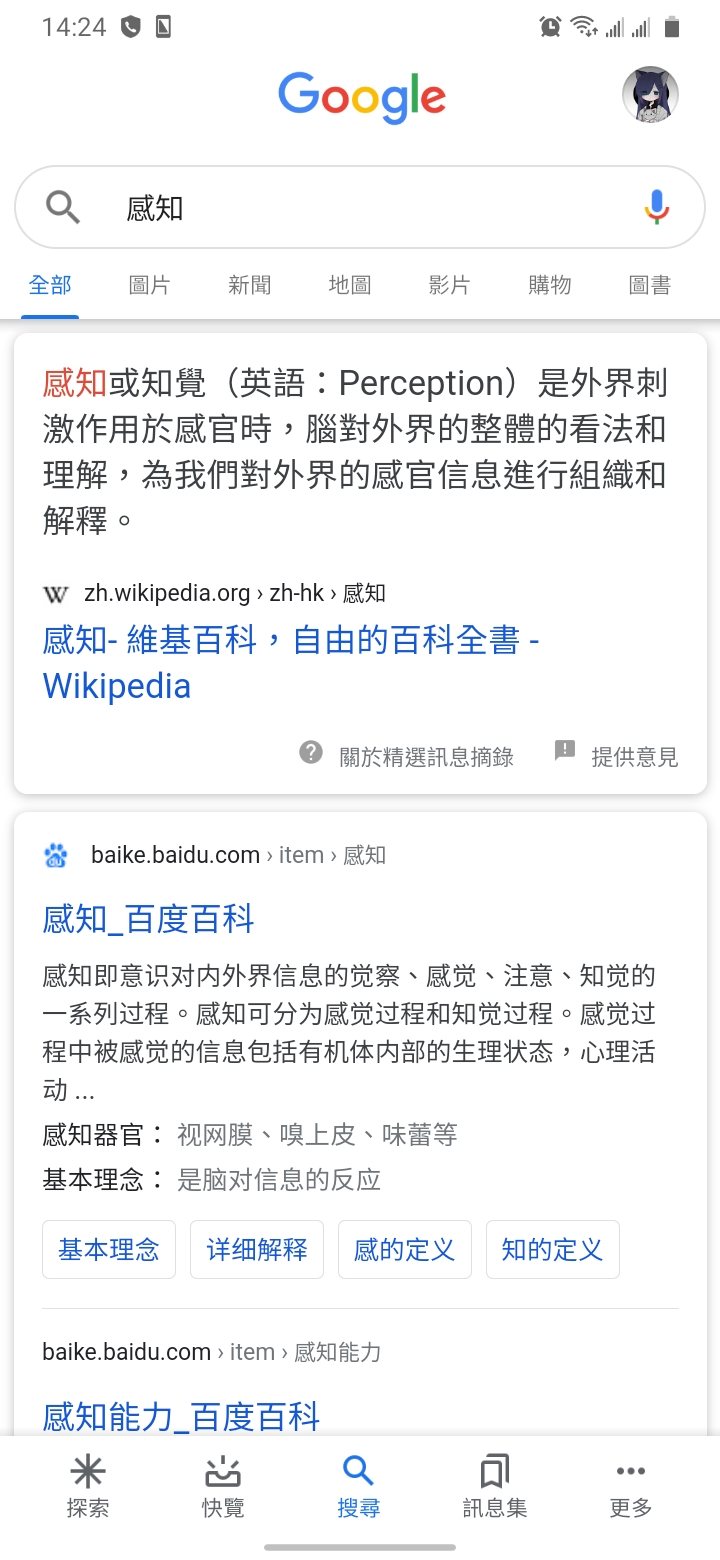 14:24
Google
感知
全部 圖片 新聞 地圖 影片 購物 圖書
感知或知覺（英語：Perception）是外界刺
激作用於感官時，腦對外界的整體的看法和
理解，為我們對外界的感官信息進行組織和
解釋。
W zh.wikipedia.org › zh-hk › 感知
感知- 維基百科，自由的百科全書 -
Wikipedia
關於精選訊息摘錄 提供意見
baike.baidu.com › item › 感知
感知_百度百科
感知即意识对内外界信息的觉察、感觉、注意、知觉的
一系列过程。感知可分为感觉过程和知觉过程。感觉过
程中被感觉的信息包括有机体内部的生理状态，心理活
动 ...
感知器官： 视网膜、嗅上皮、味蕾等
基本理念： 是脑对信息的反应
基本理念 详细解释 感的定义 知的定义
baike.baidu.com › item › 感知能力
感知能力_百度百科
探索 快覽 搜尋 訊息集 更多